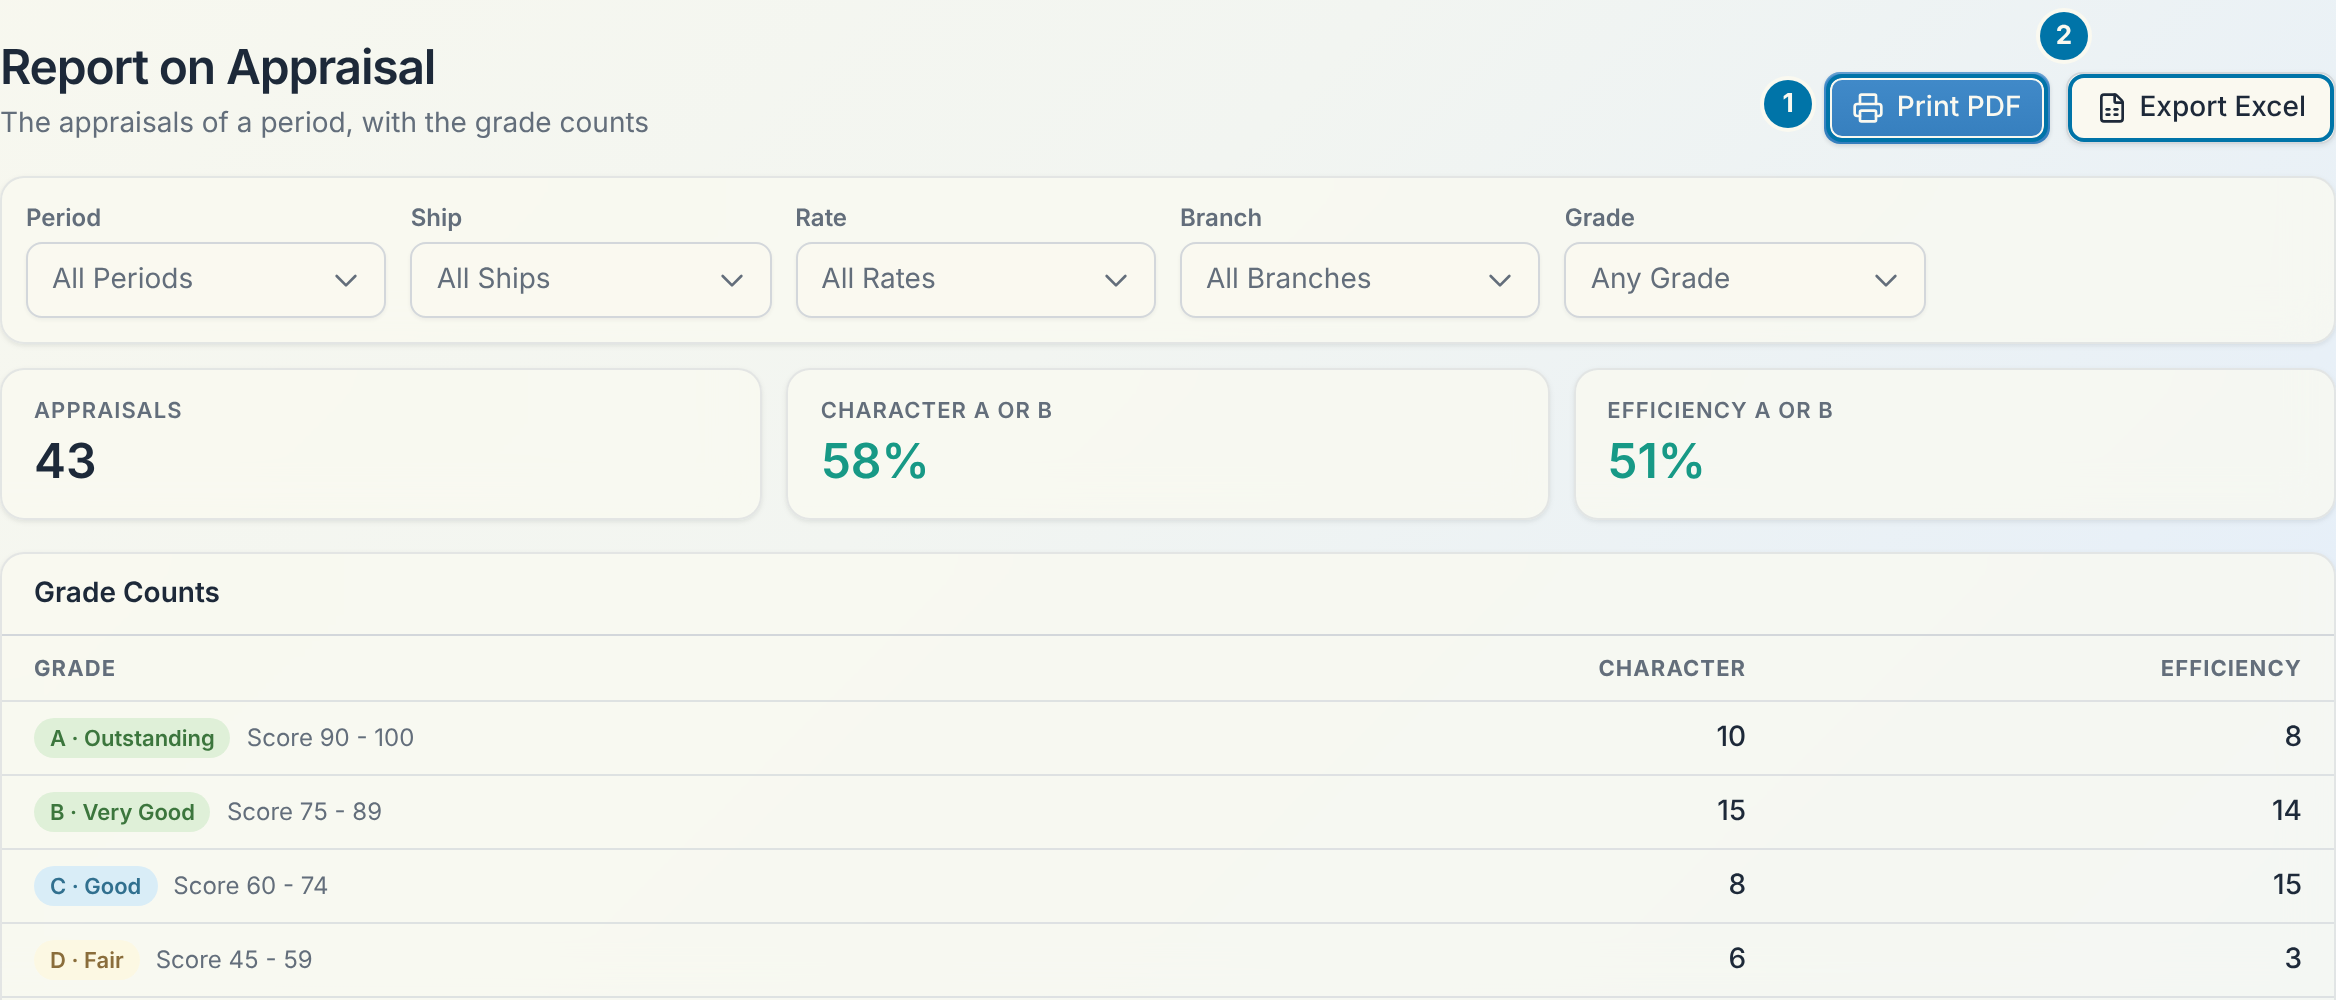 Report on Appraisal
The appraisals of a period, with the grade counts
1
Print PDF
2
Export Excel
Period
Ship
Rate
Branch
Grade
All Periods
All Ships
All Rates
All Branches
Any Grade
APPRAISALS
43
CHARACTER A OR B
58%
EFFICIENCY A OR B
51%
Grade Counts
GRADE CHARACTER EFFICIENCY
A · Outstanding Score 90 - 100 10 8
B · Very Good Score 75 - 89 15 14
C · Good Score 60 - 74 8 15
D · Fair Score 45 - 59 6 3